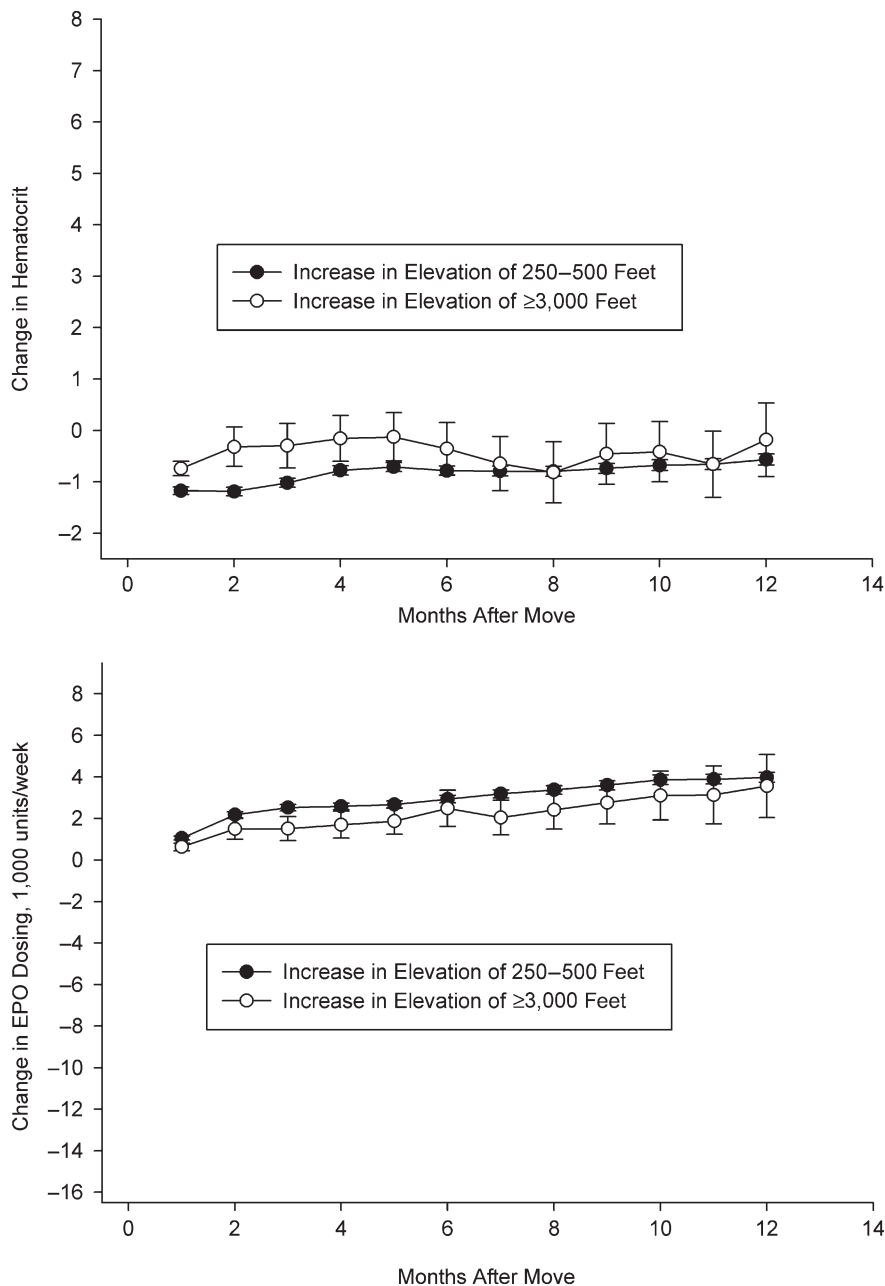 8
7
6
5
4
3
2
1
0
–1
–2
Change in Hematocrit
Increase in Elevation of 250–500 Feet
Increase in Elevation of ≥3,000 Feet
0 2 4 6 8 10 12 14
Months After Move
8
6
4
2
0
–2
–4
–6
–8
–10
–12
–14
–16
Change in EPO Dosing, 1,000 units/week
Increase in Elevation of 250–500 Feet
Increase in Elevation of ≥3,000 Feet
0 2 4 6 8 10 12 14
Months After Move